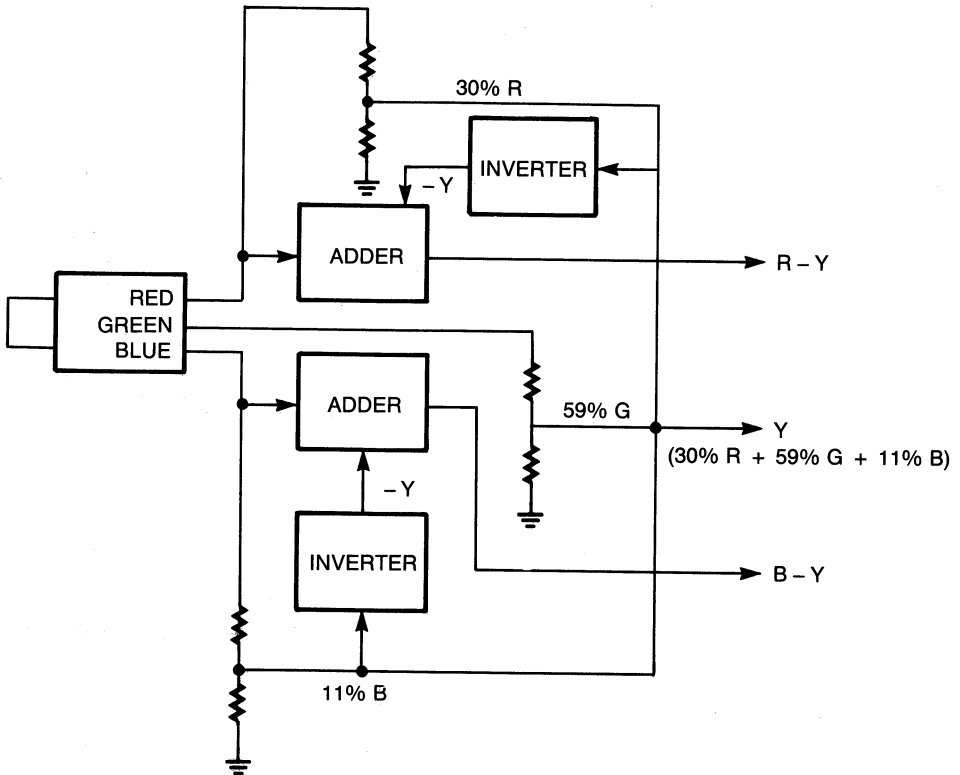 30% R
INVERTER
– Y
ADDER
R – Y
RED
GREEN
BLUE
ADDER
59% G
Y
(30% R + 59% G + 11% B)
– Y
INVERTER
B – Y
11% B